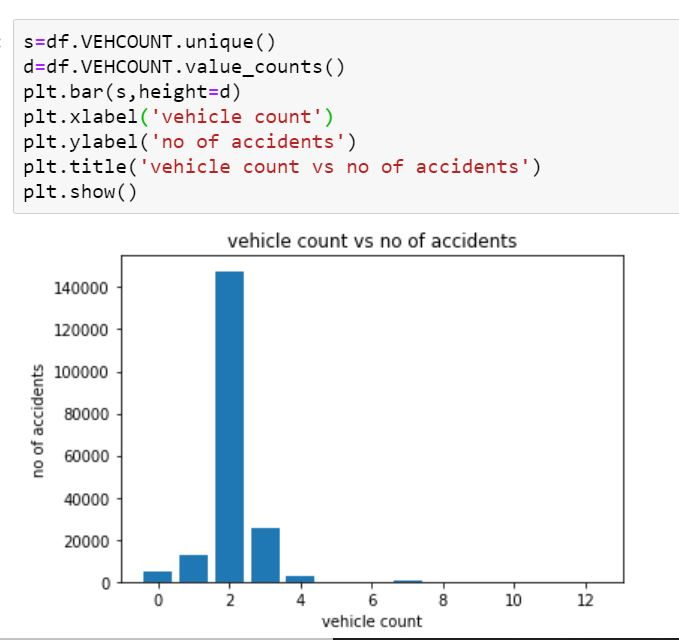 s=df.VEHCOUNT.unique()
d=df.VEHCOUNT.value_counts()
plt.bar(s,height=d)
plt.xlabel('vehicle count')
plt.ylabel('no of accidents')
plt.title('vehicle count vs no of accidents')
plt.show()
vehicle count vs no of accidents
140000
120000
100000
80000
60000
40000
20000
0
no of accidents
0 2 4 6 8 10 12
vehicle count